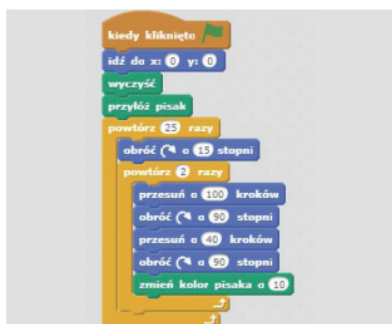 kiedy kliknięto
idź do x: 0 y: 0
wyczyść
przyłóż pisak
powtórz 25 razy
obróć o 15 stopni
powtórz 2 razy
przesuń o 100 kroków
obróć o 90 stopni
przesuń o 40 kroków
obróć o 90 stopni
zmień kolor pisaka o 10